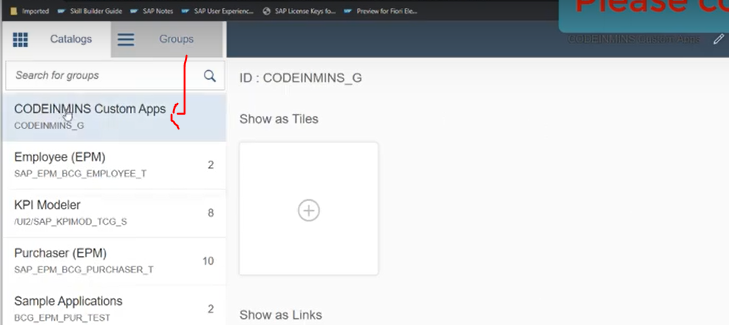 Imported Skill Builder Guide SAP Notes SAP User Experienc... SAP License Keys fo... Preview for Fiori Ele...
Please co
Catalogs Groups
CODEINMINS Custom Apps
Search for groups
ID : CODEINMINS_G
CODEINMINS Custom Apps
CODEINMINS_G
Show as Tiles
Employee (EPM)
2
SAP_EPM_BCG_EMPLOYEE_T
KPI Modeler
8
/UI2/SAP_KPIMOD_TCG_S
Purchaser (EPM)
10
SAP_EPM_BCG_PURCHASER_T
Sample Applications
2
BCG_EPM_PUR_TEST
Show as Links